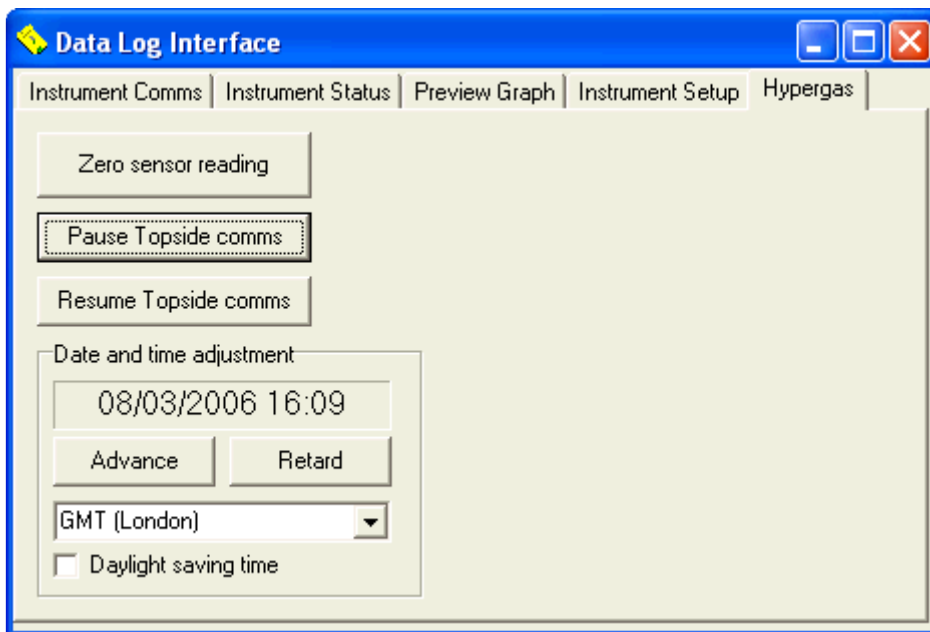 Data Log Interface
Instrument Comms Instrument Status Preview Graph Instrument Setup Hypergas
Zero sensor reading
Pause Topside comms
Resume Topside comms
Date and time adjustment
08/03/2006 16:09
Advance Retard
GMT (London)
Daylight saving time